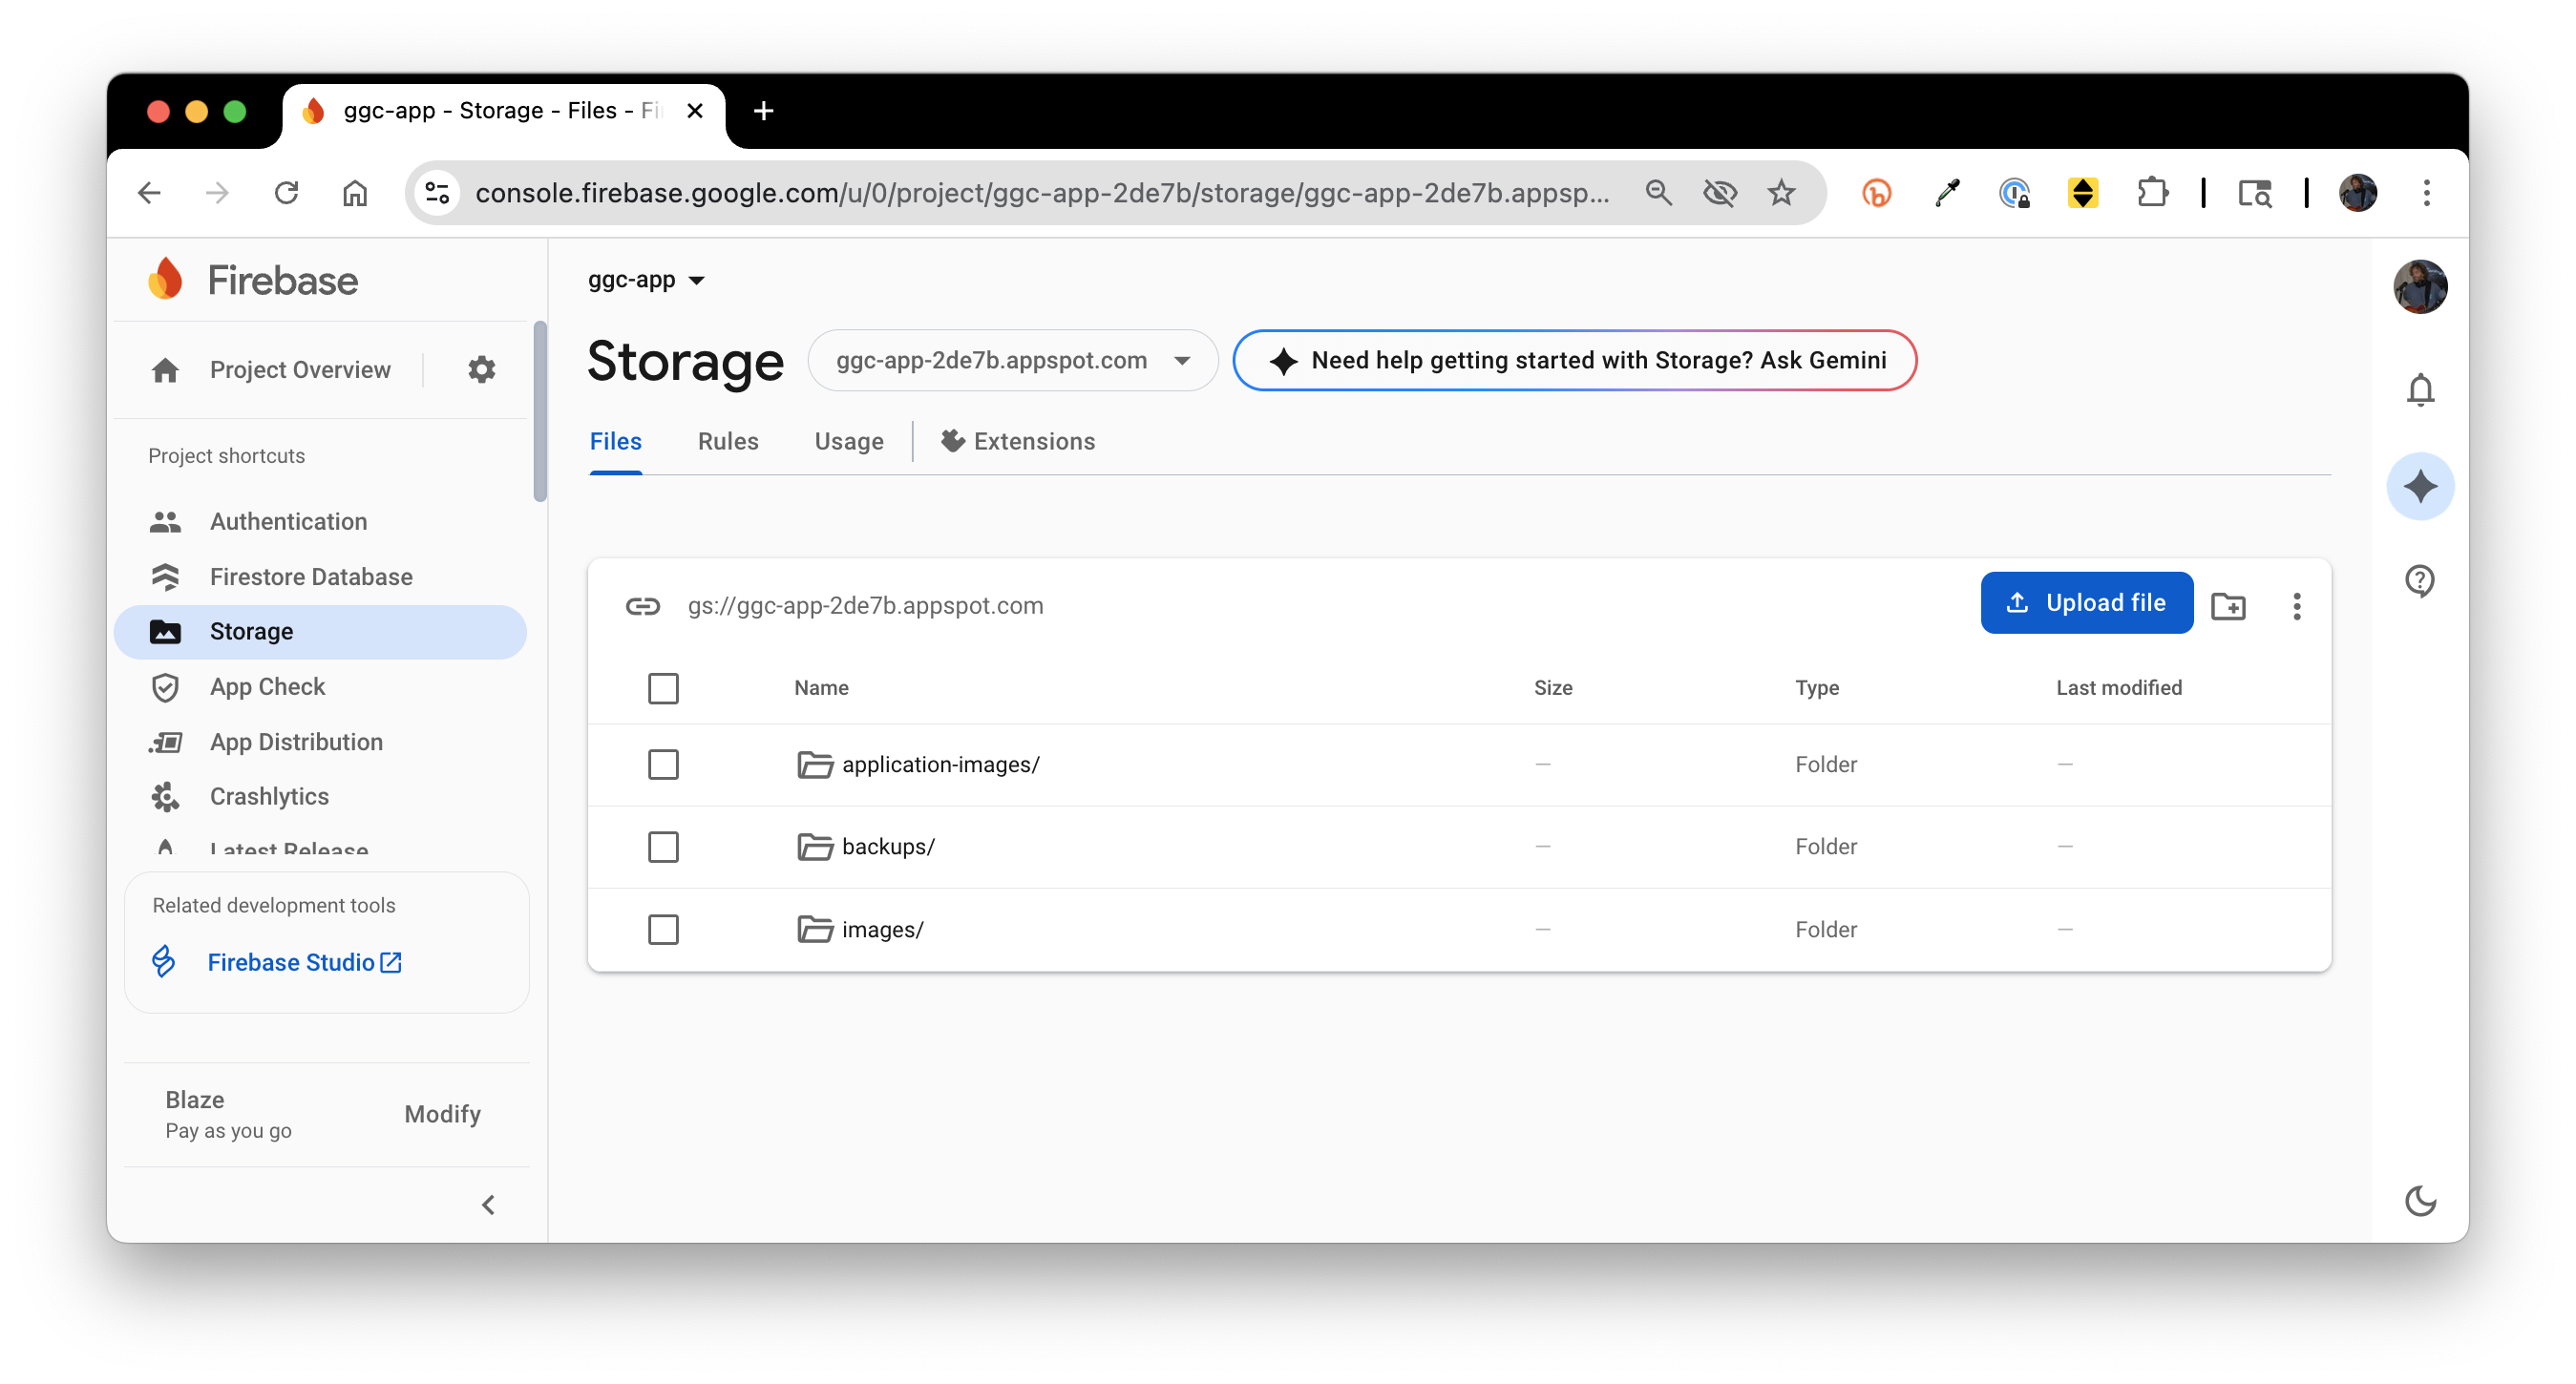 ggc-app - Storage - Files - Fi
console.firebase.google.com/u/0/project/ggc-app-2de7b/storage/ggc-app-2de7b.appsp...
Firebase
Project Overview
Project shortcuts
Authentication
Firestore Database
Storage
App Check
App Distribution
Crashlytics
Latest Release
Related development tools
Firebase Studio
Blaze
Pay as you go
Modify
ggc-app
Storage
ggc-app-2de7b.appspot.com
Need help getting started with Storage? Ask Gemini
Files Rules Usage Extensions
gs://ggc-app-2de7b.appspot.com
Upload file
Name Size Type Last modified
application-images/ — Folder —
backups/ — Folder —
images/ — Folder —